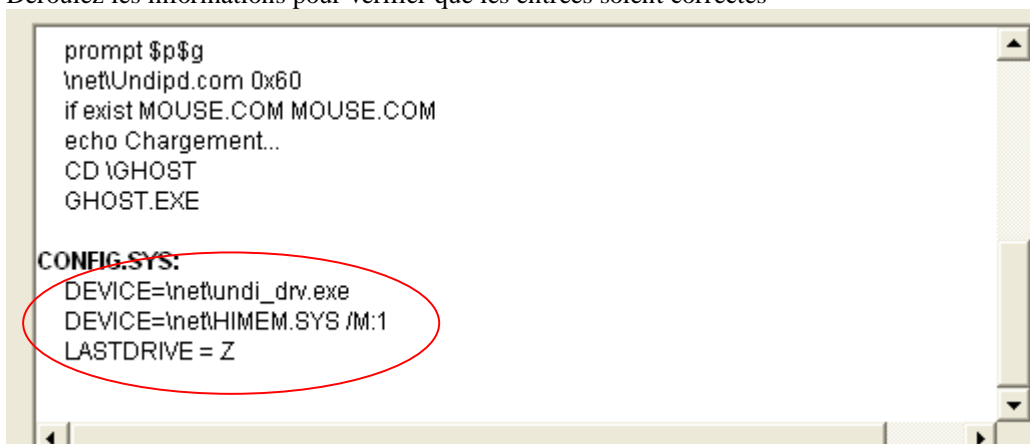 Déroulez les informations pour vérifier que les entrées soient correctes
prompt $p$g
\net\Undipd.com 0x60
if exist MOUSE.COM MOUSE.COM
echo Chargement...
CD \GHOST
GHOST.EXE
CONFIG.SYS:
DEVICE=\net\undi_drv.exe
DEVICE=\net\HIMEM.SYS /M:1
LASTDRIVE = Z